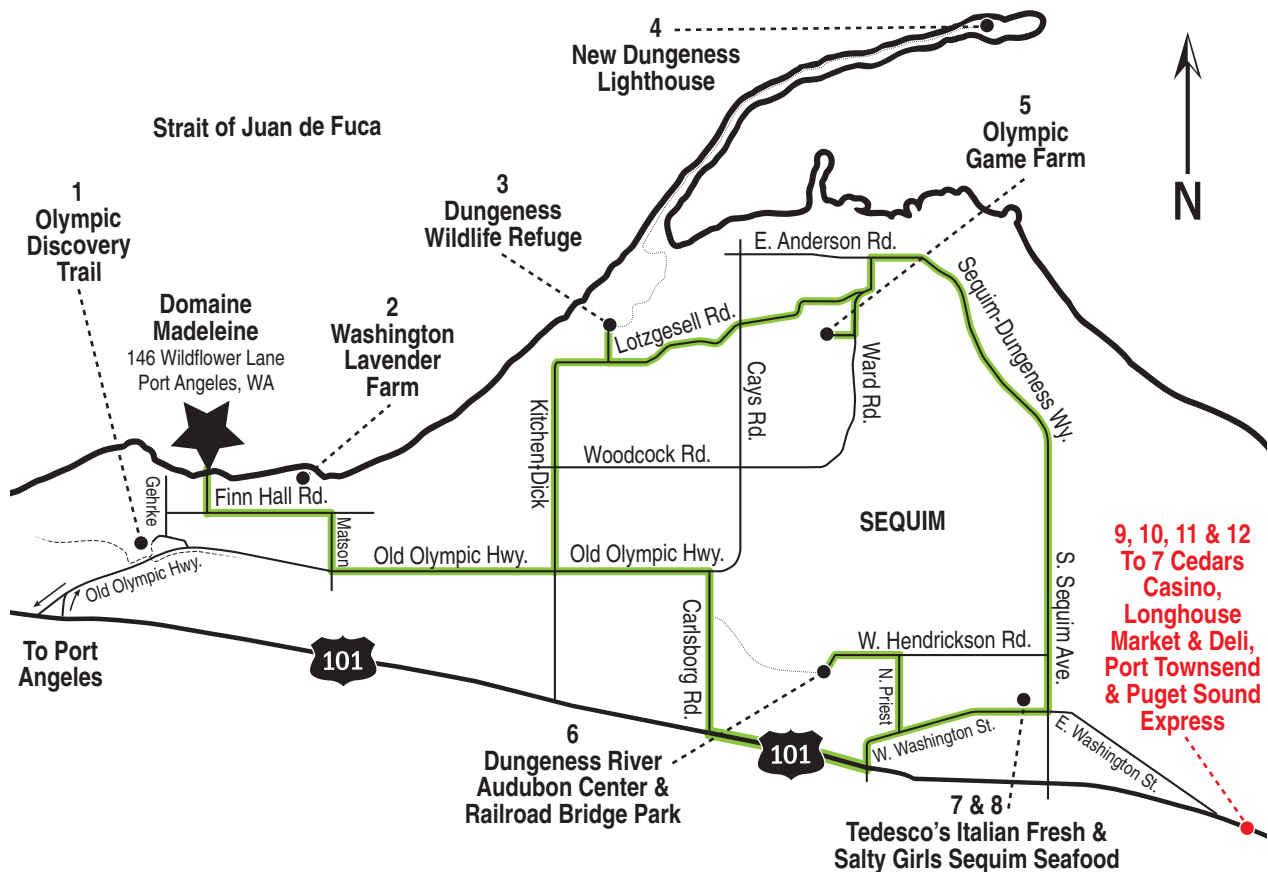 4
New Dungeness
Lighthouse
Strait of Juan de Fuca
5
Olympic
Game Farm
N
1
Olympic
Discovery
Trail
3
Dungeness
Wildlife Refuge
Domaine
Madeleine
146 Wildflower Lane
Port Angeles, WA
2
Washington
Lavender
Farm
E. Anderson Rd.
Sequim-Dungeness Wy.
Lotzgesell Rd.
Ward Rd.
Cays Rd.
Kitchen-Dick
Woodcock Rd.
Gehrke
Finn Hall Rd.
Matson
SEQUIM
Old Olympic Hwy.
Old Olympic Hwy.
Old Olympic Hwy.
9, 10, 11 & 12
To 7 Cedars
Casino,
Longhouse
Market & Deli,
Port Townsend
& Puget Sound
Express
S. Sequim Ave.
To Port
Angeles
101
Carlsborg Rd.
W. Hendrickson Rd.
N. Priest
W. Washington St.
E. Washington St.
101
6
Dungeness River
Audubon Center &
Railroad Bridge Park
7 & 8
Tedesco's Italian Fresh &
Salty Girls Sequim Seafood